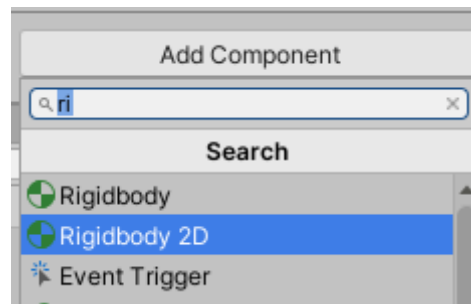 Add Component
ri
Search
Rigidbody
Rigidbody 2D
Event Trigger